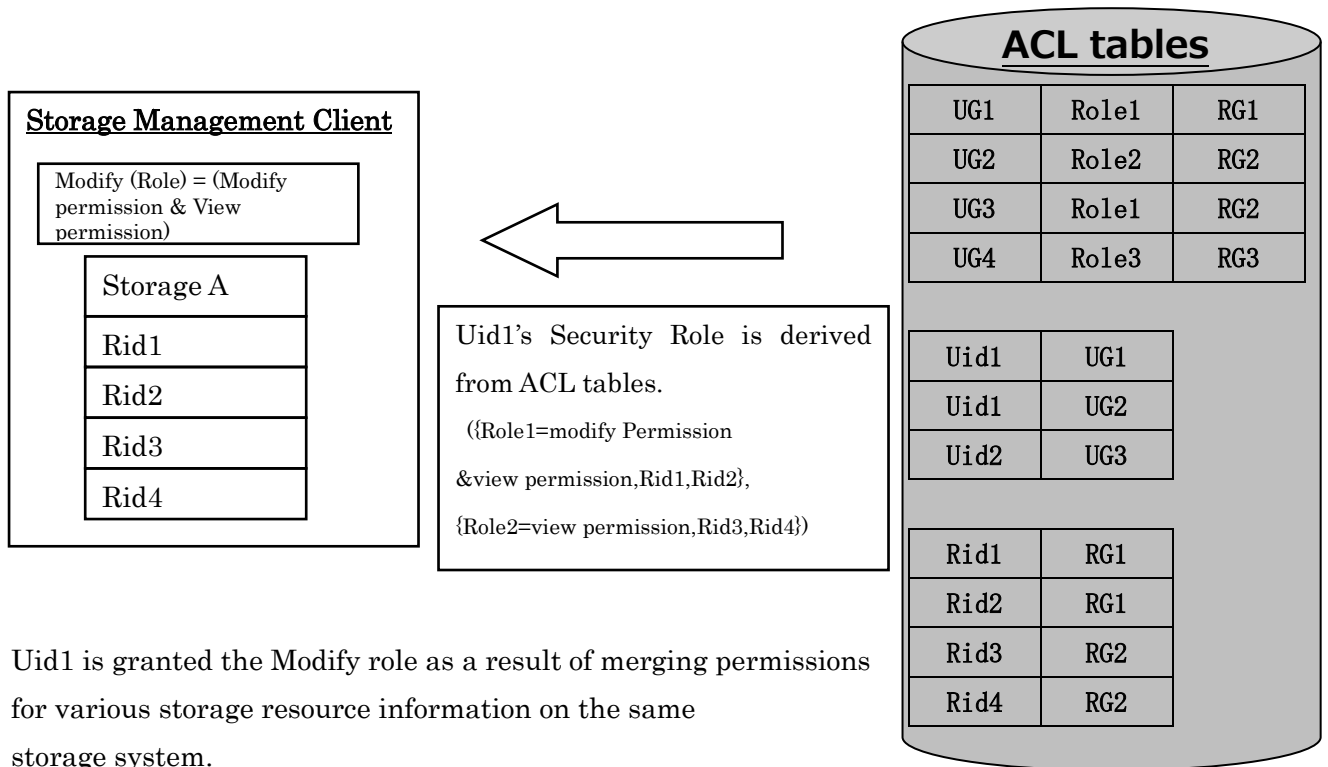 ACL tables
UG1 Role1 RG1
UG2 Role2 RG2
UG3 Role1 RG2
UG4 Role3 RG3
Uid1 UG1
Uid1 UG2
Uid2 UG3
Rid1 RG1
Rid2 RG1
Rid3 RG2
Rid4 RG2
Storage Management Client
Modify (Role) = (Modify
permission & View
permission)
Storage A
Rid1
Rid2
Rid3
Rid4
Uid1's Security Role is derived
from ACL tables.
({Role1=modify Permission
&view permission,Rid1,Rid2},
{Role2=view permission,Rid3,Rid4})
Uid1 is granted the Modify role as a result of merging permissions
for various storage resource information on the same
storage system.